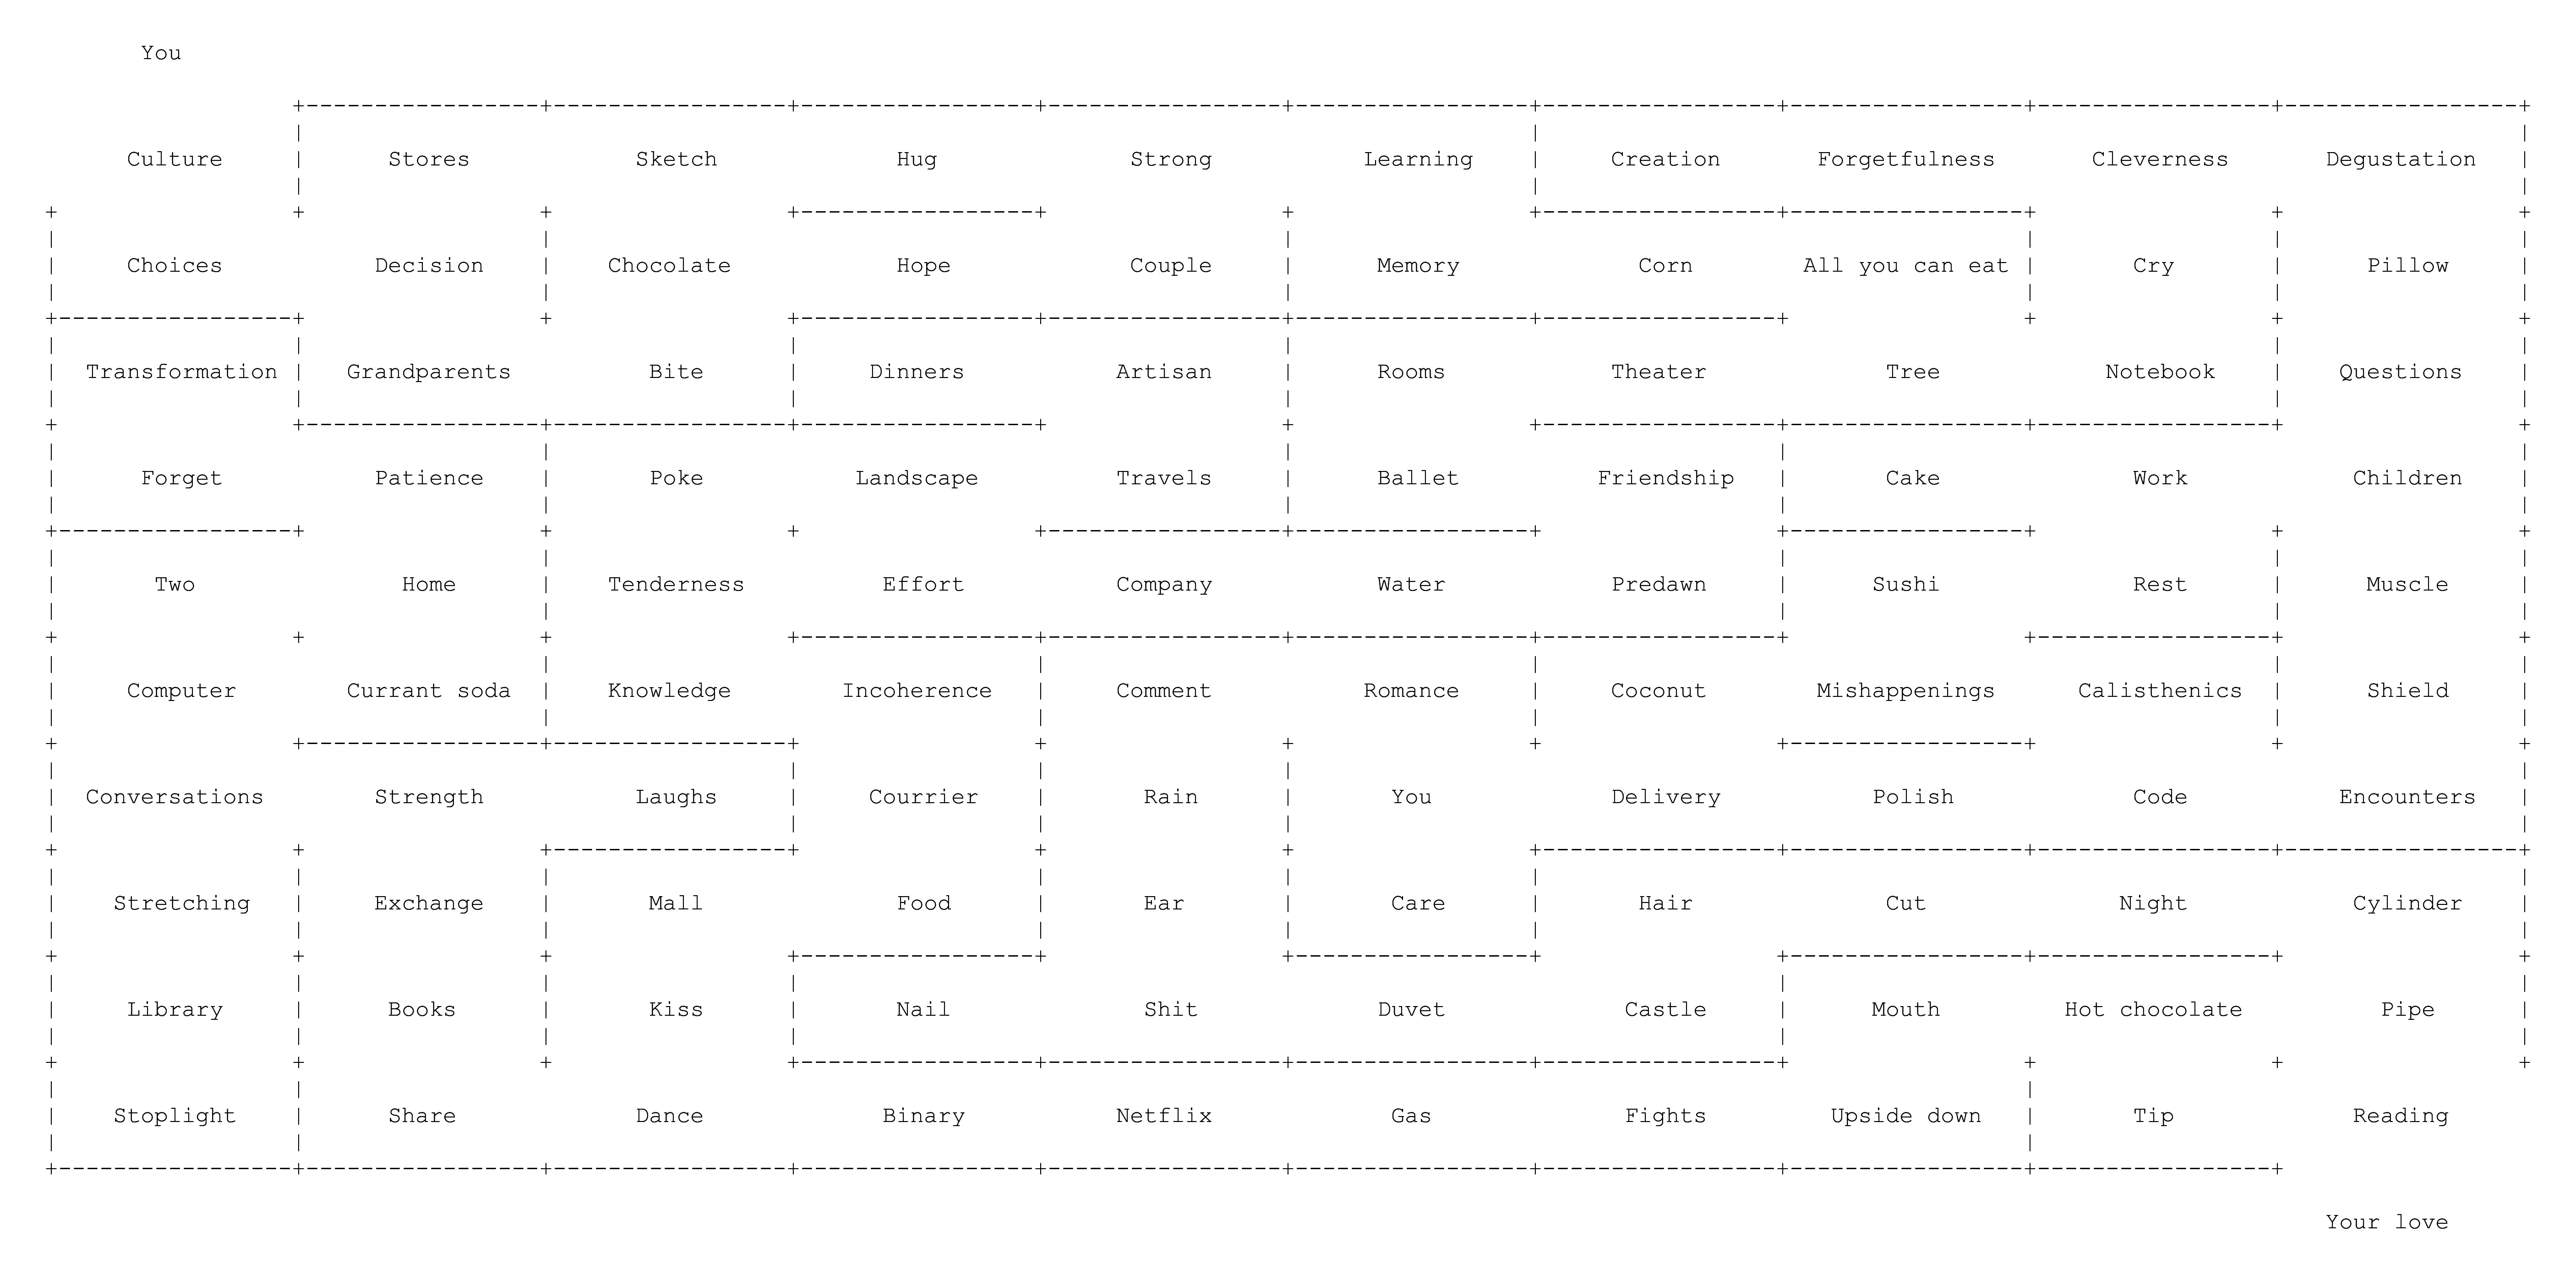 You
Culture Stores Sketch Hug Strong Learning Creation Forgetfulness Cleverness Degustation
Choices Decision Chocolate Hope Couple Memory Corn All you can eat Cry Pillow
Transformation Grandparents Bite Dinners Artisan Rooms Theater Tree Notebook Questions
Forget Patience Poke Landscape Travels Ballet Friendship Cake Work Children
Two Home Tenderness Effort Company Water Predawn Sushi Rest Muscle
Computer Currant soda Knowledge Incoherence Comment Romance Coconut Mishappenings Calisthenics Shield
Conversations Strength Laughs Courrier Rain You Delivery Polish Code Encounters
Stretching Exchange Mall Food Ear Care Hair Cut Night Cylinder
Library Books Kiss Nail Shit Duvet Castle Mouth Hot chocolate Pipe
Stoplight Share Dance Binary Netflix Gas Fights Upside down Tip Reading
Your love